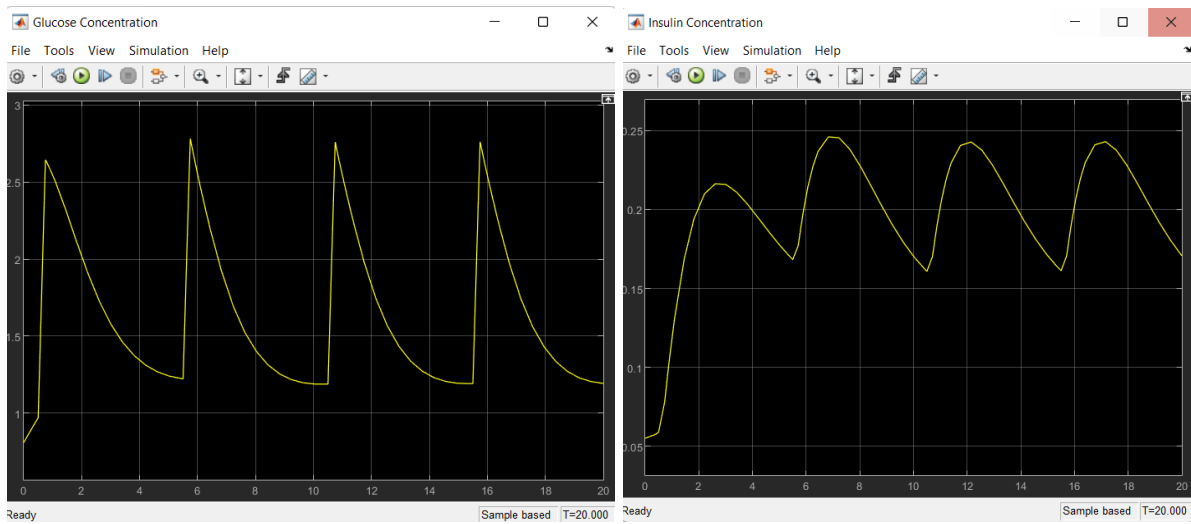 Glucose Concentration
File Tools View Simulation Help
3
2.5
2
1.5
1
0 2 4 6 8 10 12 14 16 18 20
Ready
Sample based T=20.000
Insulin Concentration
File Tools View Simulation Help
0.25
0.2
0.15
0.1
0.05
0 2 4 6 8 10 12 14 16 18 20
Ready
Sample based T=20.000